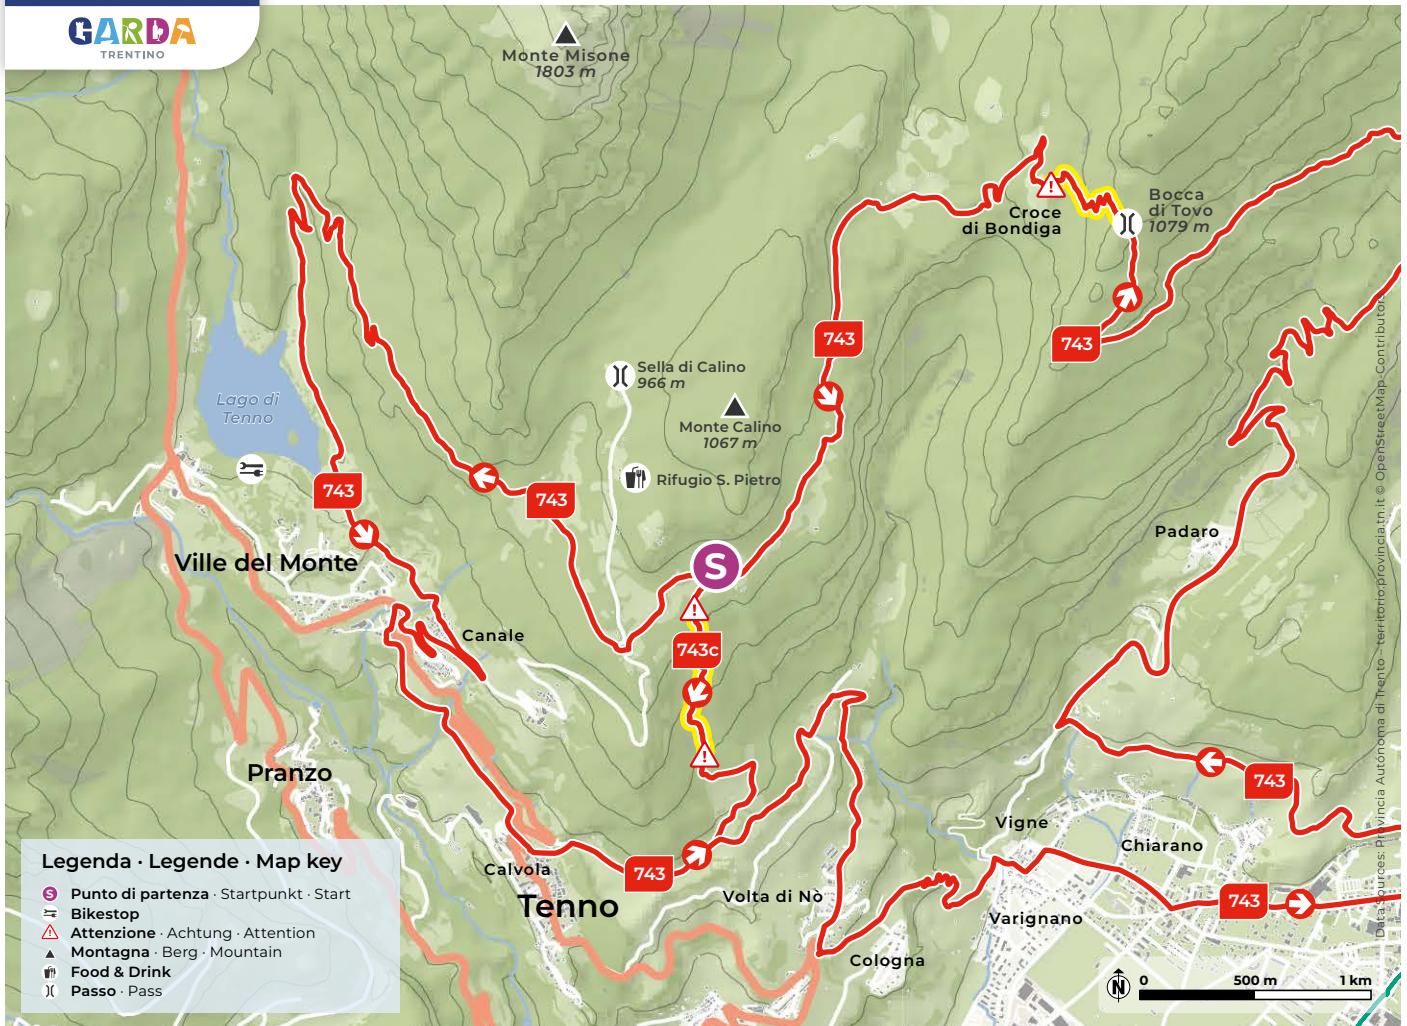 GARDA
TRENTINO
Monte Misone
1803 m
Bocca
di Tovo
1079 m
Croce
di Bondiga
743
743
Sella di Calino
966 m
Lago di
Tenno
Monte Calino
1067 m
Rifugio S. Pietro
743
743
Padaro
Ville del Monte
S
!
!
Canale
743c
!
Pranzo
743
Vigne
Chiarano
Calvola
743
Volta di Nò
Tenno
743
Varignano
Cologna
Legenda · Legende · Map key
S Punto di partenza · Startpunkt · Start
Bikestop
! Attenzione · Achtung · Attention
Montagna · Berg · Mountain
Food & Drink
Passo · Pass
N
0 500 m 1 km
Data Sources: Provincia Autonoma di Trento – territorio.provincia.tn.it © OpenStreetMap-Contributors